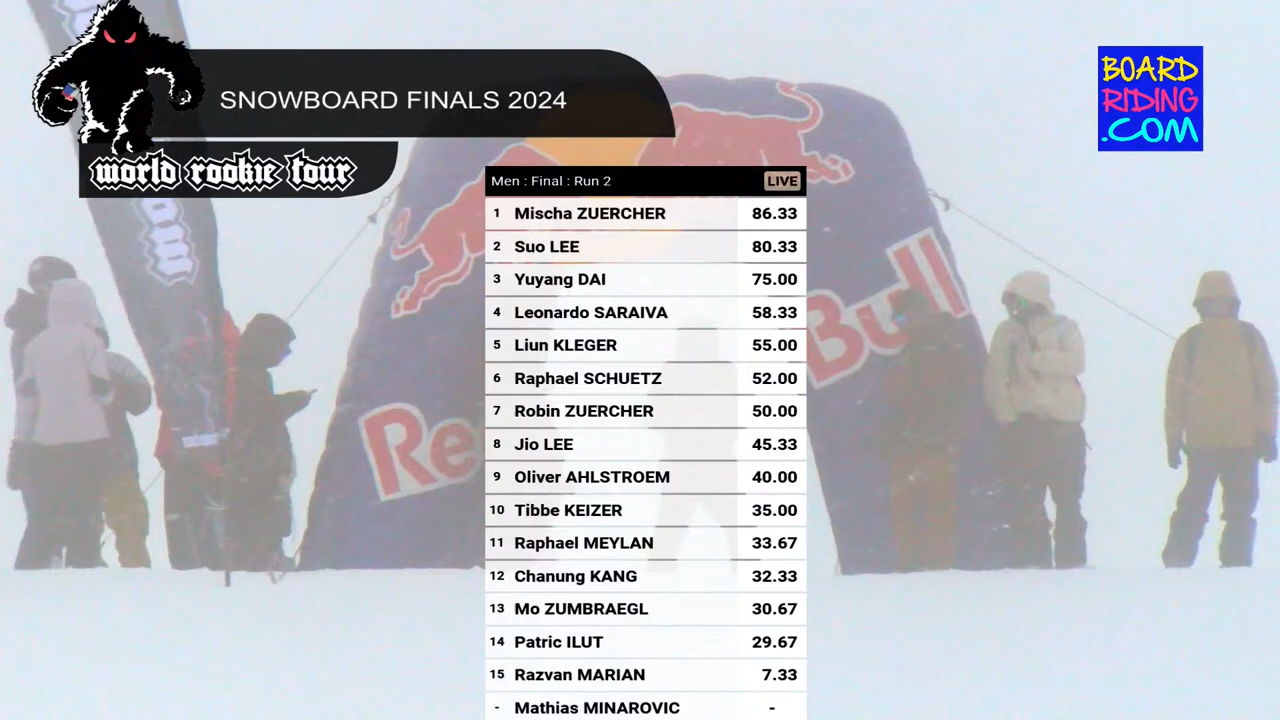 SNOWBOARD FINALS 2024
world rookie tour
BOARD
RIDING
.COM
Men : Final : Run 2 LIVE
1 Mischa ZUERCHER 86.33
2 Suo LEE 80.33
3 Yuyang DAI 75.00
4 Leonardo SARAIVA 58.33
5 Liun KLEGER 55.00
6 Raphael SCHUETZ 52.00
7 Robin ZUERCHER 50.00
8 Jio LEE 45.33
9 Oliver AHLSTROEM 40.00
10 Tibbe KEIZER 35.00
11 Raphael MEYLAN 33.67
12 Chanung KANG 32.33
13 Mo ZUMBRAEGL 30.67
14 Patric ILUT 29.67
15 Razvan MARIAN 7.33
- Mathias MINAROVIC -
Bull